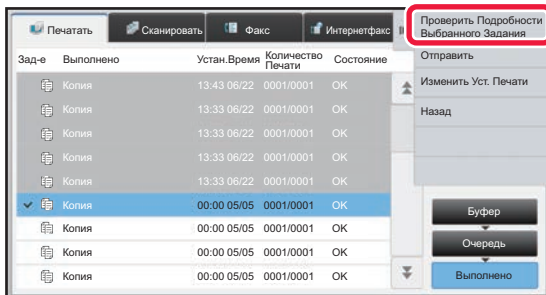 Печатать
Сканировать
Факс
Интернетфакс
Проверить Подробности
Выбранного Задания
Отправить
Изменить Уст. Печати
Назад
Зад-е Выполнено Устан.Время Количество Печати Состояние
Копия 13:43 06/22 0001/0001 OK
Копия 13:33 06/22 0001/0001 OK
Копия 13:33 06/22 0001/0001 OK
Копия 13:33 06/22 0001/0001 OK
Копия 13:33 06/22 0001/0001 OK
Копия 00:00 05/05 0001/0001 OK
Копия 00:00 05/05 0001/0001 OK
Копия 00:00 05/05 0001/0001 OK
Копия 00:00 05/05 0001/0001 OK
Буфер
Очередь
Выполнено